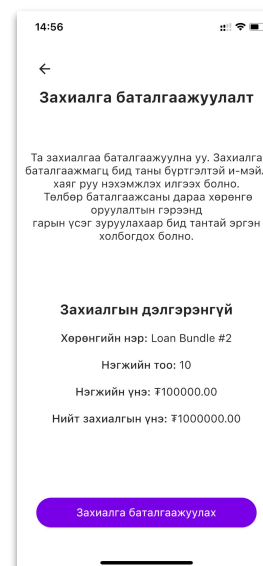 14:56
Захиалга баталгаажуулалт
Та захиалгаа баталгаажуулна уу. Захиалга
баталгаажмагц бид таны бүртгэлтэй и-мэйл
хаяг руу нэхэмжлэх илгээх болно.
Төлбөр баталгаажсаны дараа хөрөнгө
оруулалтын гэрээнд
гарын үсэг зуруулахаар бид тантай эргэн
холбогдох болно.
Захиалгын дэлгэрэнгүй
Хөрөнгийн нэр: Loan Bundle #2
Нэгжийн тоо: 10
Нэгжийн үнэ: ₮100000.00
Нийт захиалгын үнэ: ₮1000000.00
Захиалга баталгаажуулах